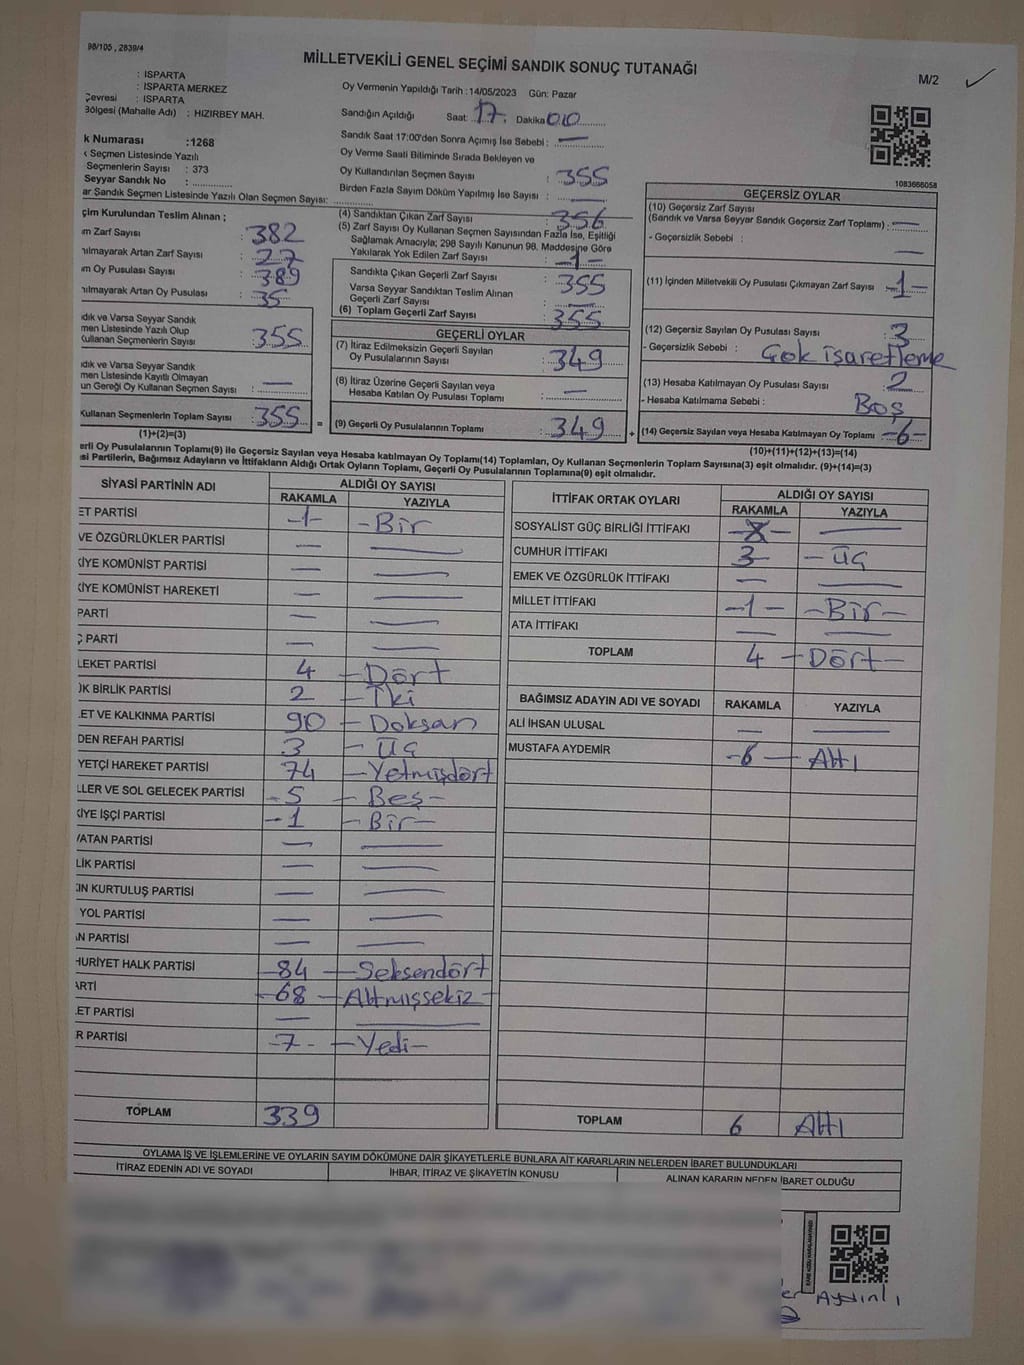 98/105 , 2839/4
MİLLETVEKİLİ GENEL SEÇİMİ SANDIK SONUÇ TUTANAĞI
M/2
: ISPARTA
: ISPARTA MERKEZ
Çevresi : ISPARTA
Bölgesi (Mahalle Adı) : HIZIRBEY MAH.
k Numarası :1268
k Seçmen Listesinde Yazılı
Seçmenlerin Sayısı : 373
Seyyar Sandık No :
ar Sandık Seçmen Listesinde Yazılı Olan Seçmen Sayısı:
çim Kurulundan Teslim Alınan ;
m Zarf Sayısı : 382
nılmayarak Artan Zarf Sayısı : 27
m Oy Pusulası Sayısı : 389
nılmayarak Artan Oy Pusulası : 35
dık ve Varsa Seyyar Sandık
men Listesinde Yazılı Olup
Kullanan Seçmenlerin Sayısı : 355
dık ve Varsa Seyyar Sandık
men Listesinde Kayıtlı Olmayan
un Gereği Oy Kullanan Seçmen Sayısı : —
Kullanan Seçmenlerin Toplam Sayısı : 355
(1)+(2)=(3)
Oy Vermenin Yapıldığı Tarih :14/05/2023 Gün: Pazar
Sandığın Açıldığı Saat: 17 Dakika 010
Sandık Saat 17:00'den Sonra Açımış İse Sebebi : —
Oy Verme Saati Bitiminde Sırada Bekleyen ve
Oy Kullandırılan Seçmen Sayısı : 355
Birden Fazla Sayım Döküm Yapılmış İse Sayısı : —
(4) Sandıktan Çıkan Zarf Sayısı : 356
(5) Zarf Sayısı Oy Kullanan Seçmen Sayısından Fazla İse, Eşitliği
Sağlamak Amacıyla; 298 Sayılı Kanunun 98. Maddesine Göre
Yakılarak Yok Edilen Zarf Sayısı : -1-
Sandıkta Çıkan Geçerli Zarf Sayısı : 355
Varsa Seyyar Sandıktan Teslim Alınan
Geçerli Zarf Sayısı : —
(6) Toplam Geçerli Zarf Sayısı : 355
GEÇERLİ OYLAR
(7) İtiraz Edilmeksizin Geçerli Sayılan
Oy Pusulalarının Sayısı : 349
(8) İtiraz Üzerine Geçerli Sayılan veya
Hesaba Katılan Oy Pusulası Toplamı : —
= (9) Geçerli Oy Pusulalarının Toplamı : 349
1083666058
GEÇERSİZ OYLAR
(10) Geçersiz Zarf Sayısı
(Sandık ve Varsa Seyyar Sandık Geçersiz Zarf Toplamı) : —
- Geçersizlik Sebebi : —
(11) İçinden Milletvekili Oy Pusulası Çıkmayan Zarf Sayısı : -1-
(12) Geçersiz Sayılan Oy Pusulası Sayısı : 3
- Geçersizlik Sebebi : Çok işaretleme
(13) Hesaba Katılmayan Oy Pusulası Sayısı : 2
- Hesaba Katılmama Sebebi : Boş
+ (14) Geçersiz Sayılan veya Hesaba Katılmayan Oy Toplamı -6-
(10)+(11)+(12)+(13)=(14)
erli Oy Pusulalarının Toplamı(9) ile Geçersiz Sayılan veya Hesaba Katılmayan Oy Toplamı(14) Toplamları, Oy Kullanan Seçmenlerin Toplam Sayısına(3) eşit olmalıdır. (9)+(14)=(3)
si Partilerin, Bağımsız Adayların ve İttifakların Aldığı Ortak Oyların Toplamı, Geçerli Oy Pusulalarının Toplamına(9) eşit olmalıdır.
SİYASİ PARTİNİN ADI ALDIĞI OY SAYISI
RAKAMLA YAZIYLA
ET PARTİSİ -1- -Bir
VE ÖZGÜRLÜKLER PARTİSİ — —
KİYE KOMÜNİST PARTİSİ — —
KİYE KOMÜNİST HAREKETİ — —
PARTİ — —
Ç PARTİ — —
LEKET PARTİSİ 4 -Dört
ÜK BİRLİK PARTİSİ 2 -İki
ET VE KALKINMA PARTİSİ 90 -Doksan
DEN REFAH PARTİSİ 3 -Üç
YETÇİ HAREKET PARTİSİ 74 -Yetmişdört
LLER VE SOL GELECEK PARTİSİ -5 -Beş-
KİYE İŞÇİ PARTİSİ -1 -Bir-
VATAN PARTİSİ — —
LİK PARTİSİ — —
KIN KURTULUŞ PARTİSİ — —
YOL PARTİSİ — —
AN PARTİSİ — —
HURİYET HALK PARTİSİ -84 -Seksendört
ARTİ -68 -Altmışsekiz-
ET PARTİSİ — —
R PARTİSİ -7- -Yedi-
TOPLAM 339
İTTİFAK ORTAK OYLARI ALDIĞI OY SAYISI
RAKAMLA YAZIYLA
SOSYALİST GÜÇ BİRLİĞİ İTTİFAKI —
CUMHUR İTTİFAKI 3 -Üç
EMEK VE ÖZGÜRLÜK İTTİFAKI — —
MİLLET İTTİFAKI -1- -Bir-
ATA İTTİFAKI — —
TOPLAM 4 -Dört-
BAĞIMSIZ ADAYIN ADI VE SOYADI RAKAMLA YAZIYLA
ALİ İHSAN ULUSAL — —
MUSTAFA AYDEMİR -6- -Altı
TOPLAM 6 Altı
OYLAMA İŞ VE İŞLEMLERİNE VE OYLARIN SAYIM DÖKÜMÜNE DAİR ŞİKAYETLERLE BUNLARA AİT KARARLARIN NELERDEN İBARET BULUNDUKLARI
İTİRAZ EDENİN ADI VE SOYADI İHBAR, İTİRAZ VE ŞİKAYETİN KONUSU ALINAN KARARIN NEDEN İBARET OLDUĞU
er Aydınlı